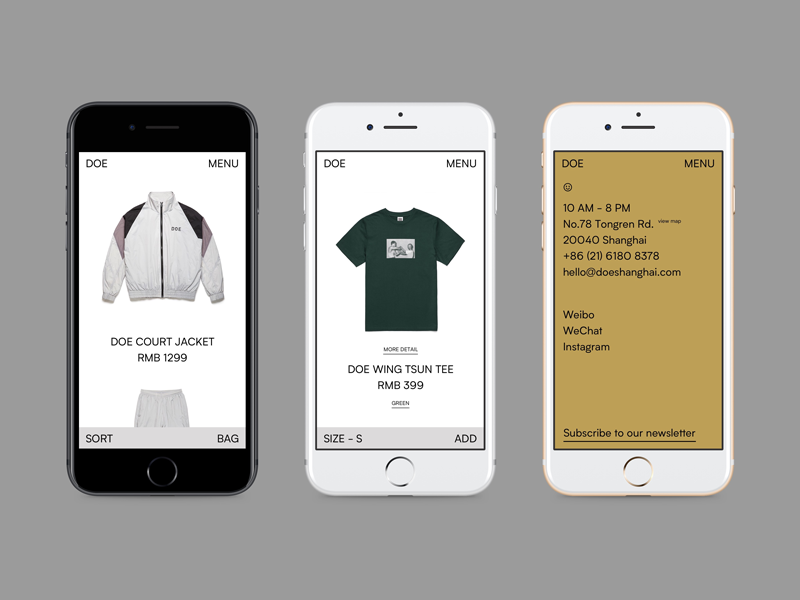 DOE MENU
DOE
DOE COURT JACKET
RMB 1299
SORT BAG
DOE MENU
MORE DETAIL
DOE WING TSUN TEE
RMB 399
GREEN
SIZE - S ADD
DOE MENU
10 AM - 8 PM
No.78 Tongren Rd. view map
20040 Shanghai
+86 (21) 6180 8378
hello@doeshanghai.com
Weibo
WeChat
Instagram
Subscribe to our newsletter